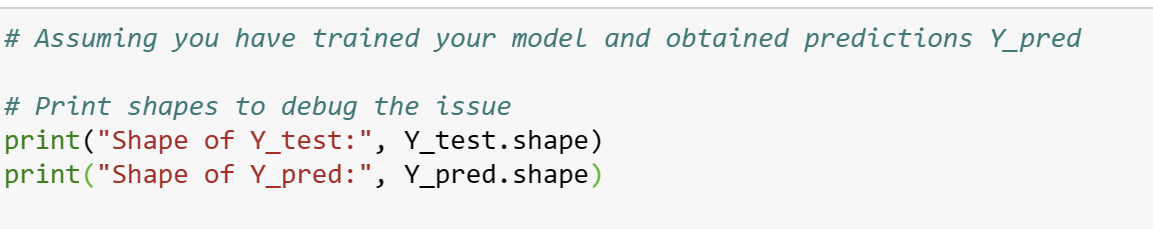 # Assuming you have trained your model and obtained predictions Y_pred
# Print shapes to debug the issue
print("Shape of Y_test:", Y_test.shape)
print("Shape of Y_pred:", Y_pred.shape)